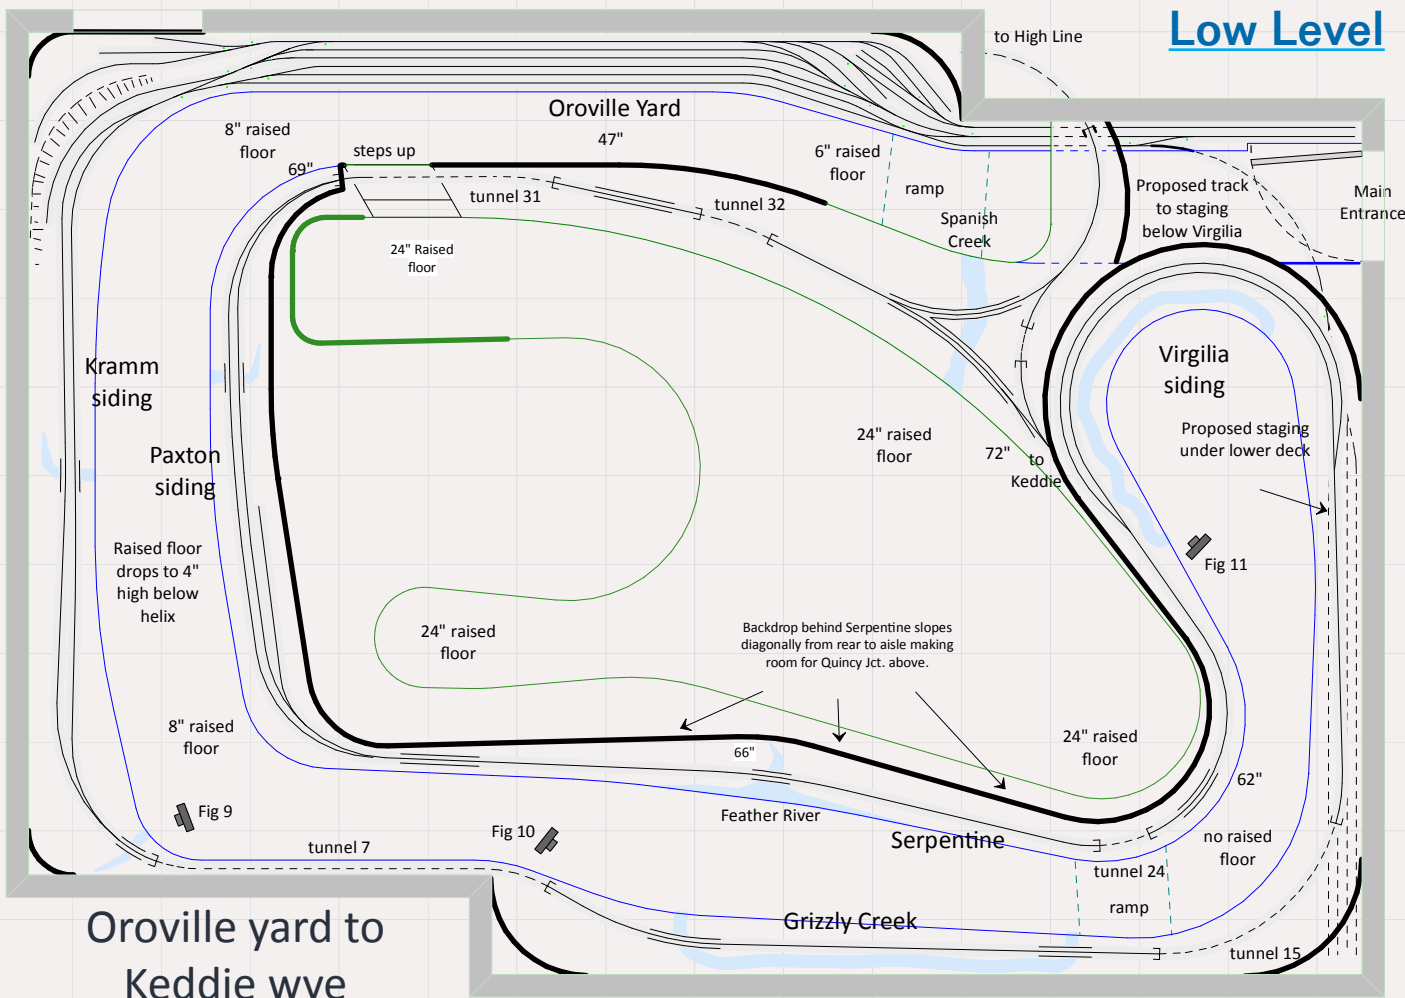 to High Line
Low Level
Oroville Yard
47"
8" raised
floor
steps up
69"
6" raised
floor
ramp
tunnel 31
tunnel 32
Spanish
Creek
Proposed track
to staging
below Virgilia
Main
Entrance
24" Raised
floor
Kramm
siding
Virgilia
siding
Paxton
siding
24" raised
floor
72"
to
Keddie
Proposed staging
under lower deck
Raised floor
drops to 4"
high below
helix
Fig 11
24" raised
floor
Backdrop behind Serpentine slopes
diagonally from rear to aisle making
room for Quincy Jct. above.
8" raised
floor
66"
24" raised
floor
62"
Fig 9
Fig 10
Feather River
Serpentine
no raised
floor
tunnel 7
tunnel 24
ramp
Grizzly Creek
tunnel 15
Oroville yard to
Keddie wye